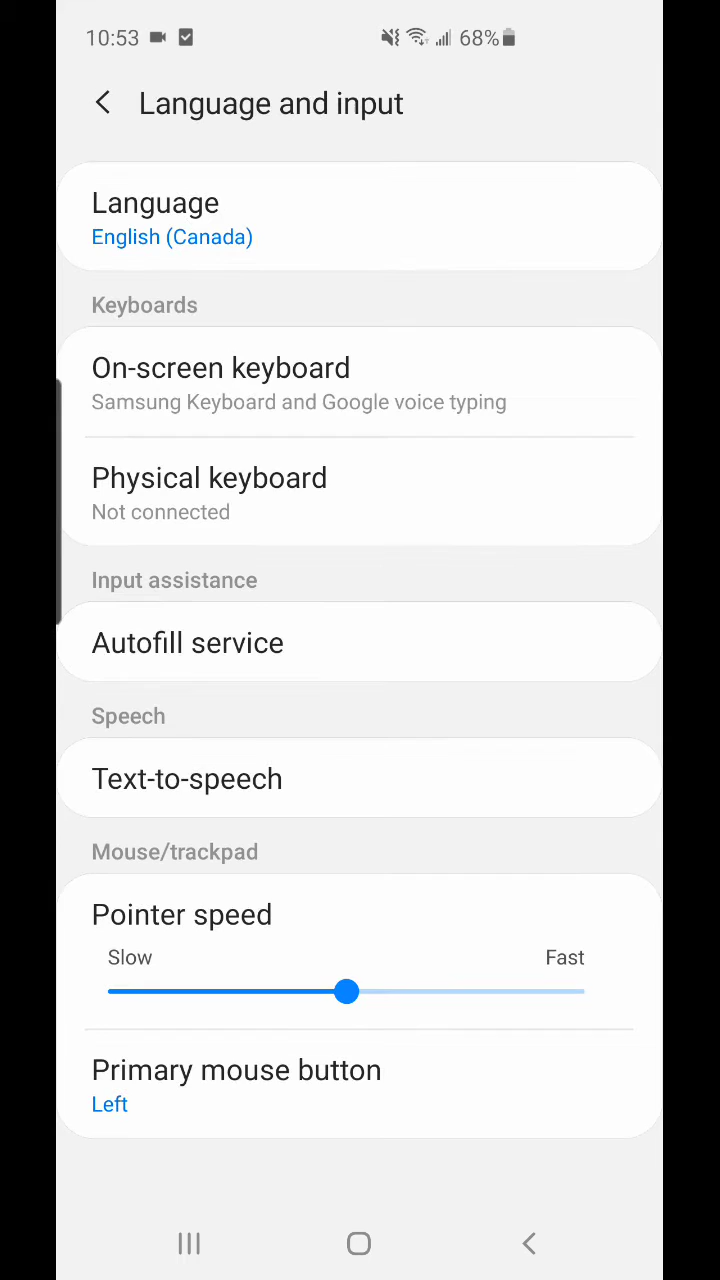 10:53
68%
Language and input
Language
English (Canada)
Keyboards
On-screen keyboard
Samsung Keyboard and Google voice typing
Physical keyboard
Not connected
Input assistance
Autofill service
Speech
Text-to-speech
Mouse/trackpad
Pointer speed
Slow Fast
Primary mouse button
Left